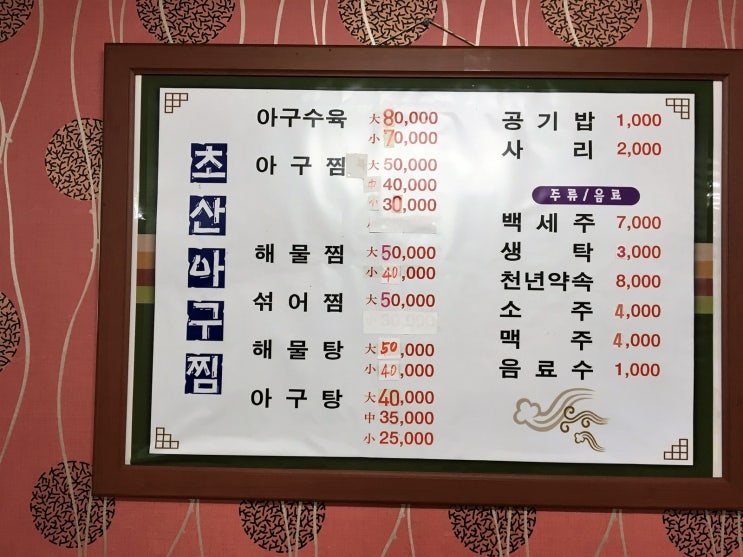 초산아구찜
아구수육 大 80,000
小 70,000
아구찜 大 50,000
中 40,000
小 30,000
해물찜 大 50,000
小 40,000
섞어찜 大 50,000
해물탕 大 50,000
小 40,000
아구탕 大 40,000
中 35,000
小 25,000
공기밥 1,000
사리 2,000
주류/음료
백세주 7,000
생탁 3,000
천년약속 8,000
소주 4,000
맥주 4,000
음료수 1,000